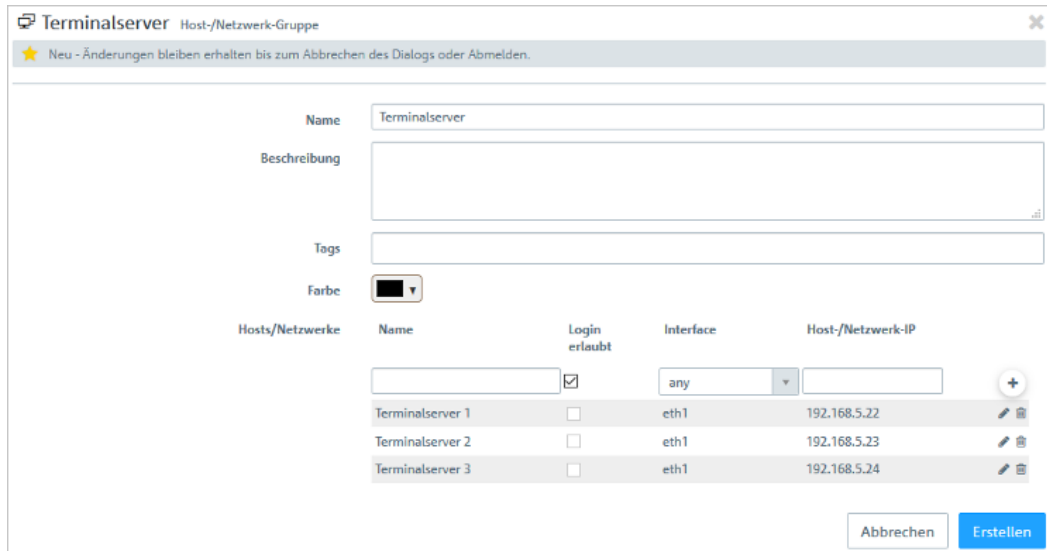 Terminalserver Host-/Netzwerk-Gruppe
Neu - Änderungen bleiben erhalten bis zum Abbrechen des Dialogs oder Abmelden.
Name Terminalserver
Beschreibung
Tags
Farbe
Hosts/Netzwerke Name Login erlaubt Interface Host-/Netzwerk-IP
any
Terminalserver 1 eth1 192.168.5.22
Terminalserver 2 eth1 192.168.5.23
Terminalserver 3 eth1 192.168.5.24
Abbrechen Erstellen